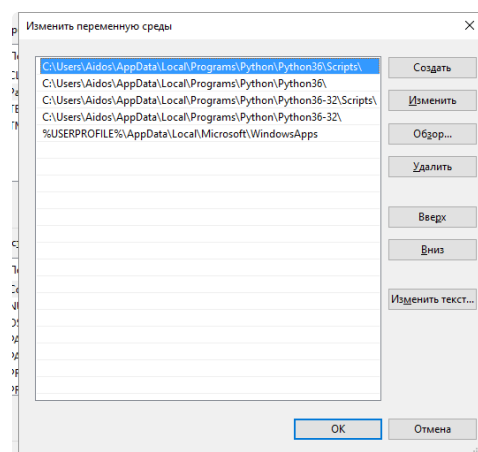 Изменить переменную среды
C:\Users\Aidos\AppData\Local\Programs\Python\Python36\Scripts\
C:\Users\Aidos\AppData\Local\Programs\Python\Python36\
C:\Users\Aidos\AppData\Local\Programs\Python\Python36-32\Scripts\
C:\Users\Aidos\AppData\Local\Programs\Python\Python36-32\
%USERPROFILE%\AppData\Local\Microsoft\WindowsApps
Создать
Изменить
Обзор...
Удалить
Вверх
Вниз
Изменить текст...
ОК
Отмена